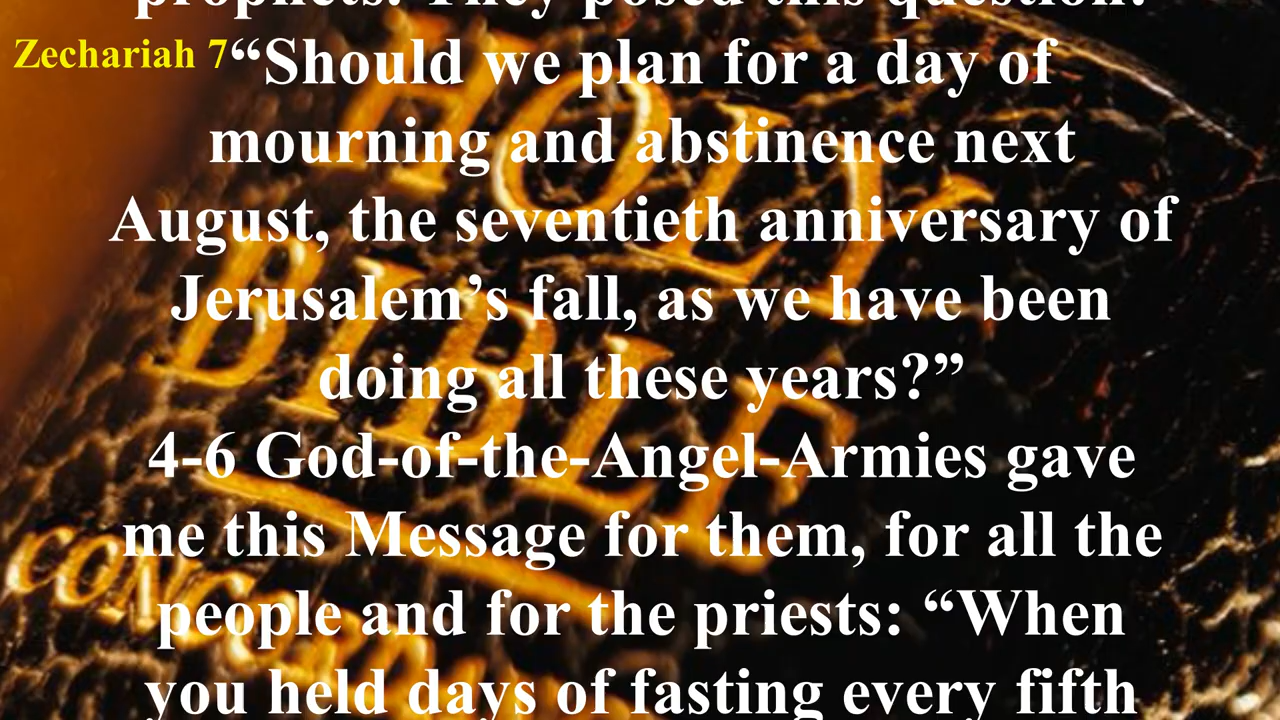 prophets. They posed this question:
Zechariah 7
“Should we plan for a day of
mourning and abstinence next
August, the seventieth anniversary of
Jerusalem’s fall, as we have been
doing all these years?”
4-6 God-of-the-Angel-Armies gave
me this Message for them, for all the
people and for the priests: “When
you held days of fasting every fifth
HOLY
BIBLE